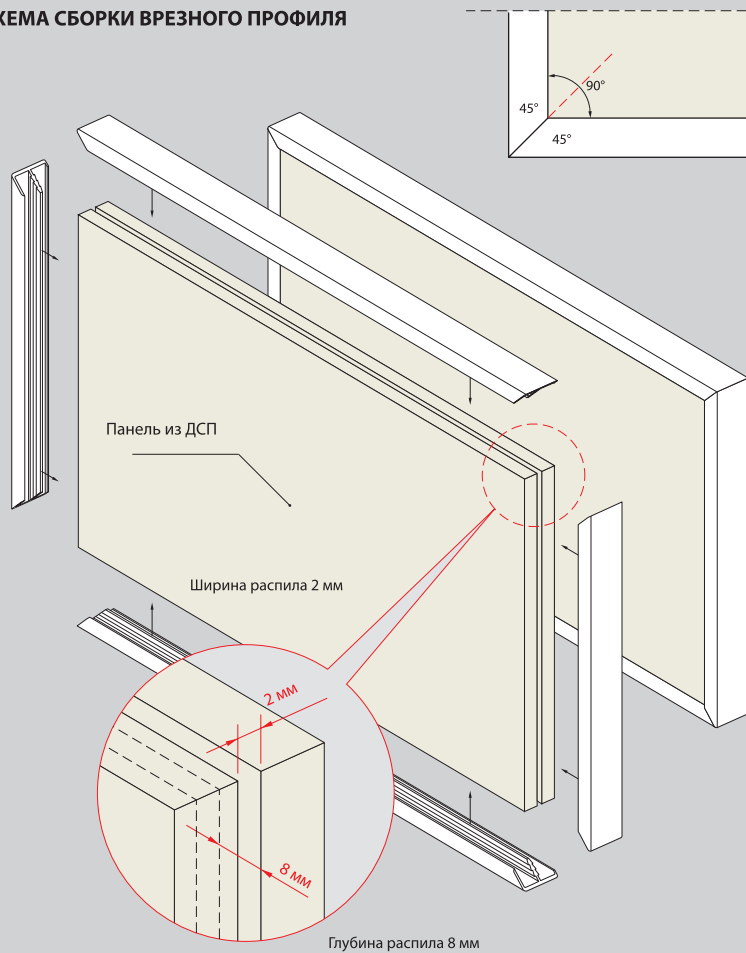 ХЕМА СБОРКИ ВРЕЗНОГО ПРОФИЛЯ
90°
45°
45°
Панель из ДСП
Ширина распила 2 мм
2 мм
8 мм
Глубина распила 8 мм